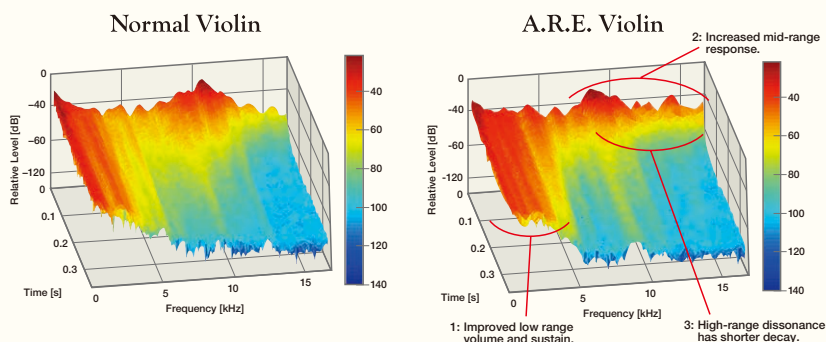 Normal Violin
A.R.E. Violin
2: Increased mid-range
response.
Relative Level [dB]
0
−40
−60
−120
0
0.1
0.2
0.3
Time [s]
0
5
10
15
Frequency [kHz]
40
60
80
100
120
140
Relative Level [dB]
0
−40
−60
−120
0
0.1
0.2
0.3
Time [s]
0
5
10
15
Frequency [kHz]
40
60
80
100
120
140
1: Improved low range
volume and sustain.
3: High-range dissonance
has shorter decay.